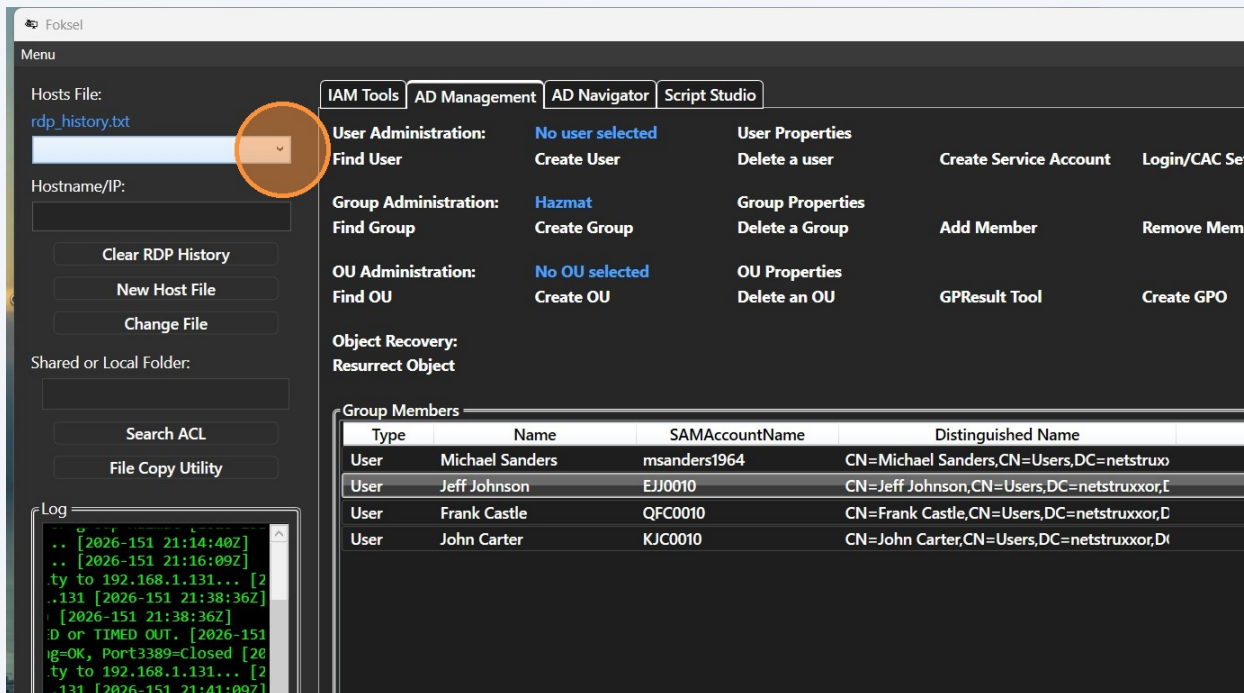 Foksel
Menu
Hosts File:
rdp_history.txt
Hostname/IP:
Clear RDP History
New Host File
Change File
Shared or Local Folder:
Search ACL
File Copy Utility
Log
.. [2026-151 21:14:40Z]
.. [2026-151 21:16:09Z]
ty to 192.168.1.131... [2
.131 [2026-151 21:38:36Z]
[2026-151 21:38:36Z]
D or TIMED OUT. [2026-151
g=OK, Port3389=Closed [20
ty to 192.168.1.131... [2
.131 [2026-151 21:41:09Z]
IAM Tools AD Management AD Navigator Script Studio
User Administration: No user selected User Properties
Find User Create User Delete a user Create Service Account Login/CAC Se
Group Administration: Hazmat Group Properties
Find Group Create Group Delete a Group Add Member Remove Mem
OU Administration: No OU selected OU Properties
Find OU Create OU Delete an OU GPResult Tool Create GPO
Object Recovery:
Resurrect Object
Group Members
Type Name SAMAccountName Distinguished Name
User Michael Sanders msanders1964 CN=Michael Sanders,CN=Users,DC=netstrux
User Jeff Johnson EJJ0010 CN=Jeff Johnson,CN=Users,DC=netstruxxor,D
User Frank Castle QFC0010 CN=Frank Castle,CN=Users,DC=netstruxxor,D
User John Carter KJC0010 CN=John Carter,CN=Users,DC=netstruxxor,D